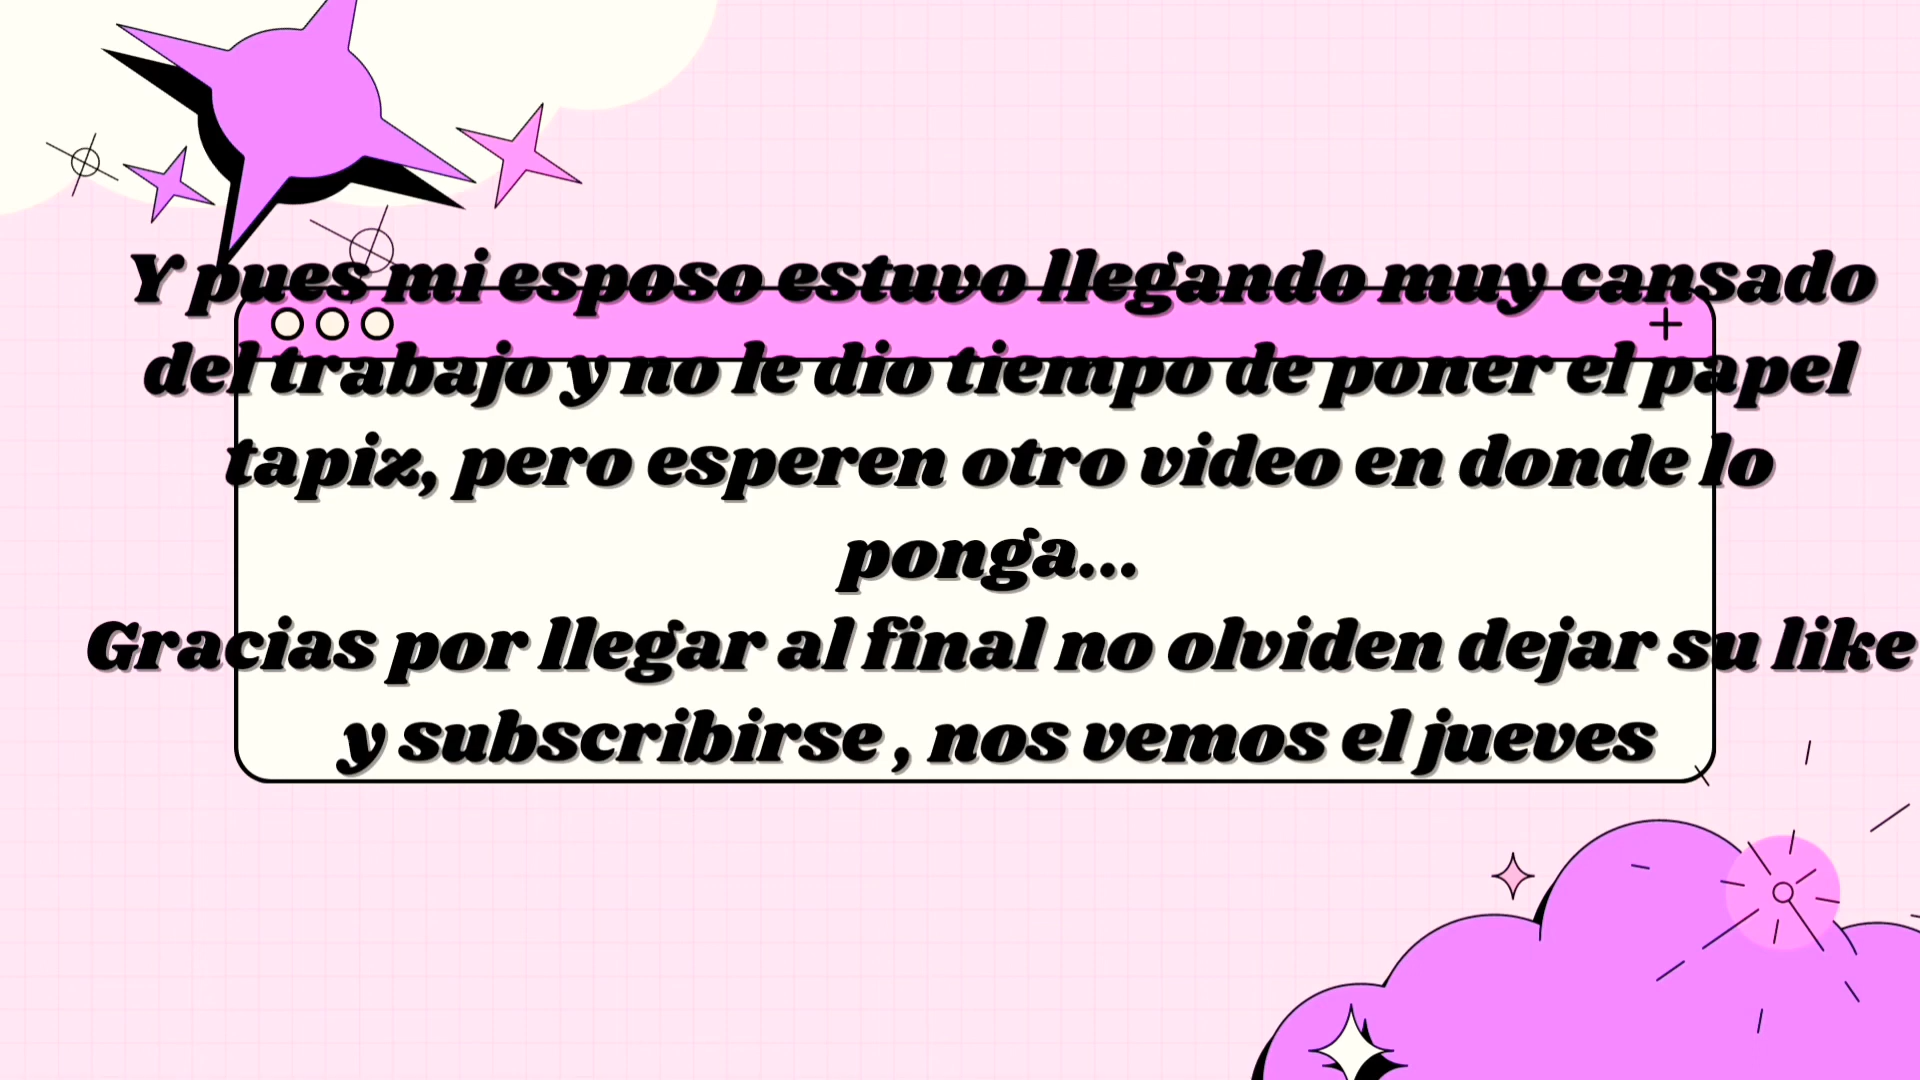 Y pues mi esposo estuvo llegando muy cansado
del trabajo y no le dio tiempo de poner el papel
tapiz, pero esperen otro video en donde lo
ponga...
Gracias por llegar al final no olviden dejar su like
y subscribirse , nos vemos el jueves